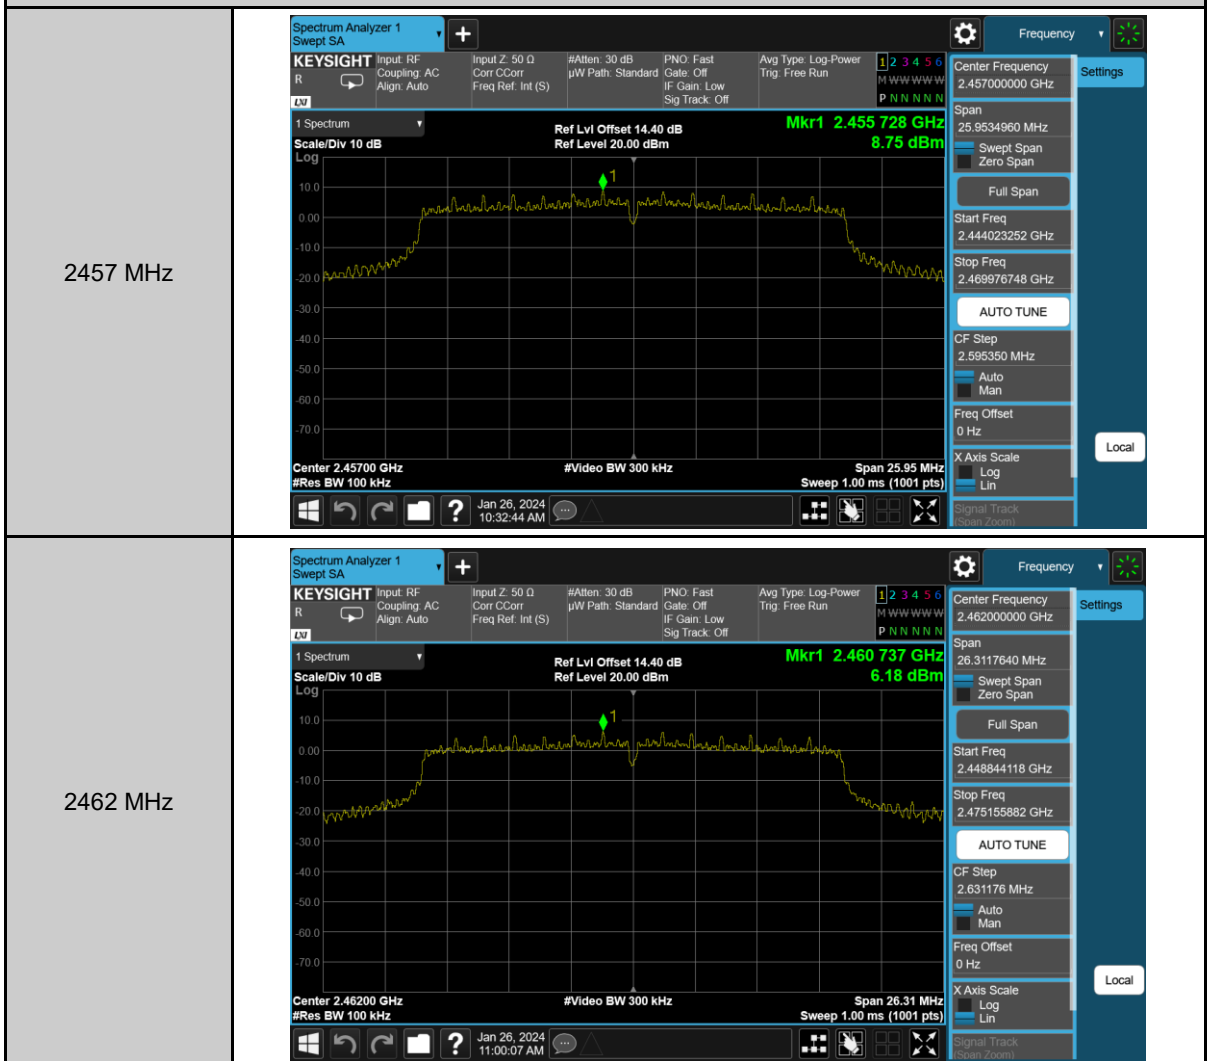 2457 MHz
Spectrum Analyzer 1
Swept SA
▼
+
Frequency ▼
KEYSIGHT
R
LXI
Input: RF
Coupling: AC
Align: Auto
Input Z: 50 Ω
Corr CCorr
Freq Ref: Int (S)
#Atten: 30 dB
µW Path: Standard
PNO: Fast
Gate: Off
IF Gain: Low
Sig Track: Off
Avg Type: Log-Power
Trig: Free Run
1 2 3 4 5 6
M W W W W W
P N N N N N
1 Spectrum ▼
Scale/Div 10 dB
Log
Ref Lvl Offset 14.40 dB
Ref Level 20.00 dBm
Mkr1 2.455 728 GHz
8.75 dBm
1
10.0
0.00
-10.0
-20.0
-30.0
-40.0
-50.0
-60.0
-70.0
Center 2.45700 GHz
#Res BW 100 kHz
#Video BW 300 kHz
Span 25.95 MHz
Sweep 1.00 ms (1001 pts)
?
Jan 26, 2024
10:32:44 AM
Center Frequency
2.457000000 GHz
Span
25.9534960 MHz
Swept Span
Zero Span
Full Span
Start Freq
2.444023252 GHz
Stop Freq
2.469976748 GHz
AUTO TUNE
CF Step
2.595350 MHz
Auto
Man
Freq Offset
0 Hz
X Axis Scale
Log
Lin
Signal Track
(Span Zoom)
Settings
Local
2462 MHz
Spectrum Analyzer 1
Swept SA
▼
+
Frequency ▼
KEYSIGHT
R
LXI
Input: RF
Coupling: AC
Align: Auto
Input Z: 50 Ω
Corr CCorr
Freq Ref: Int (S)
#Atten: 30 dB
µW Path: Standard
PNO: Fast
Gate: Off
IF Gain: Low
Sig Track: Off
Avg Type: Log-Power
Trig: Free Run
1 2 3 4 5 6
M W W W W W
P N N N N N
1 Spectrum ▼
Scale/Div 10 dB
Log
Ref Lvl Offset 14.40 dB
Ref Level 20.00 dBm
Mkr1 2.460 737 GHz
6.18 dBm
1
10.0
0.00
-10.0
-20.0
-30.0
-40.0
-50.0
-60.0
-70.0
Center 2.46200 GHz
#Res BW 100 kHz
#Video BW 300 kHz
Span 26.31 MHz
Sweep 1.00 ms (1001 pts)
?
Jan 26, 2024
11:00:07 AM
Center Frequency
2.462000000 GHz
Span
26.3117640 MHz
Swept Span
Zero Span
Full Span
Start Freq
2.448844118 GHz
Stop Freq
2.475155882 GHz
AUTO TUNE
CF Step
2.631176 MHz
Auto
Man
Freq Offset
0 Hz
X Axis Scale
Log
Lin
Signal Track
(Span Zoom)
Settings
Local